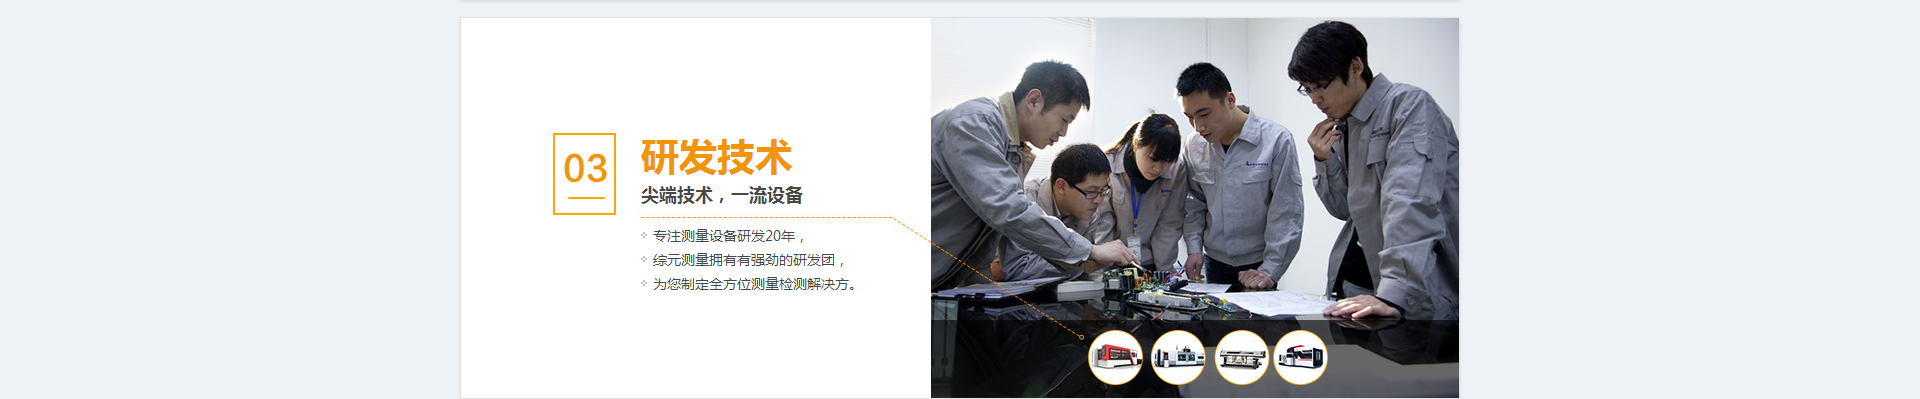 03
研发技术
尖端技术，一流设备
专注测量设备研发20年，
综元测量拥有有强劲的研发团，
为您制定全方位测量检测解决方。